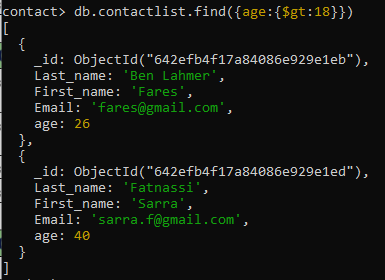 contact> db.contactlist.find({age:{$gt:18}})
[
  {
    _id: ObjectId("642efb4f17a84086e929e1eb"),
    Last_name: 'Ben Lahmer',
    First_name: 'Fares',
    Email: 'fares@gmail.com',
    age: 26
  },
  {
    _id: ObjectId("642efb4f17a84086e929e1ed"),
    Last_name: 'Fatnassi',
    First_name: 'Sarra',
    Email: 'sarra.f@gmail.com',
    age: 40
  }
]